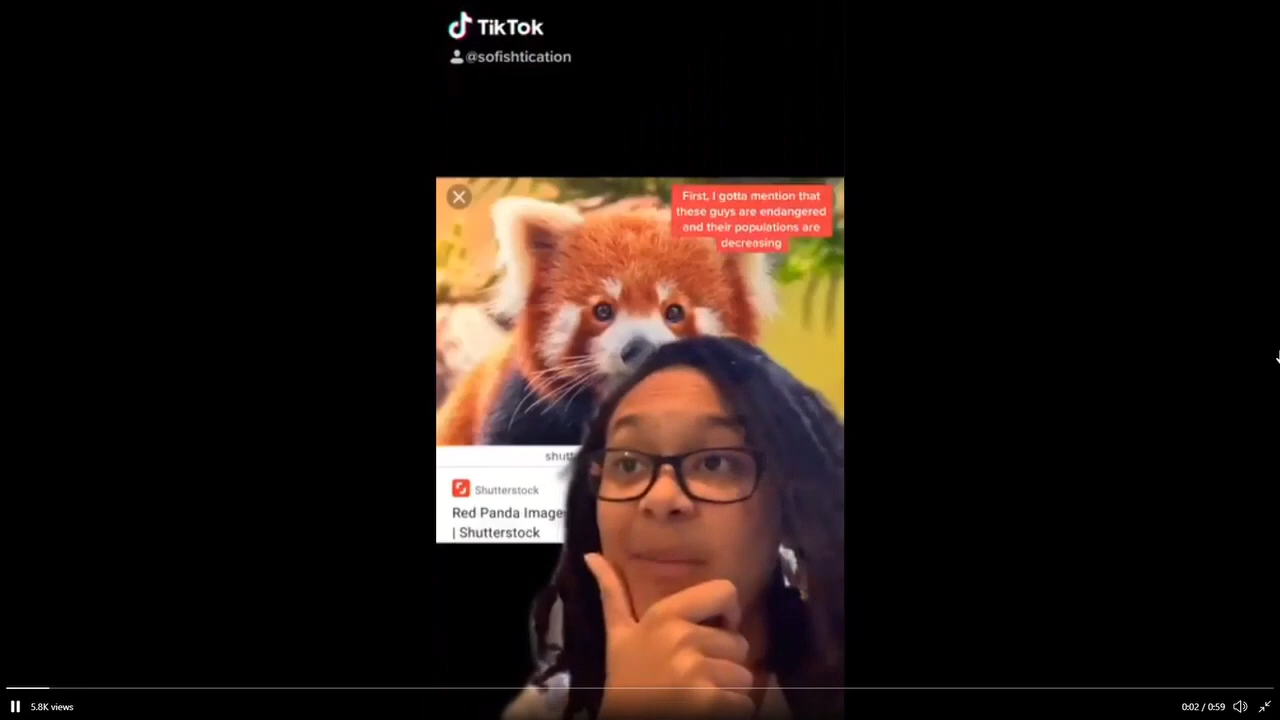 TikTok
@sofishtication
First, I gotta mention that
these guys are endangered
and their populations are
decreasing
shutt
Shutterstock
Red Panda Image
| Shutterstock
5.8K views
0:02 / 0:59